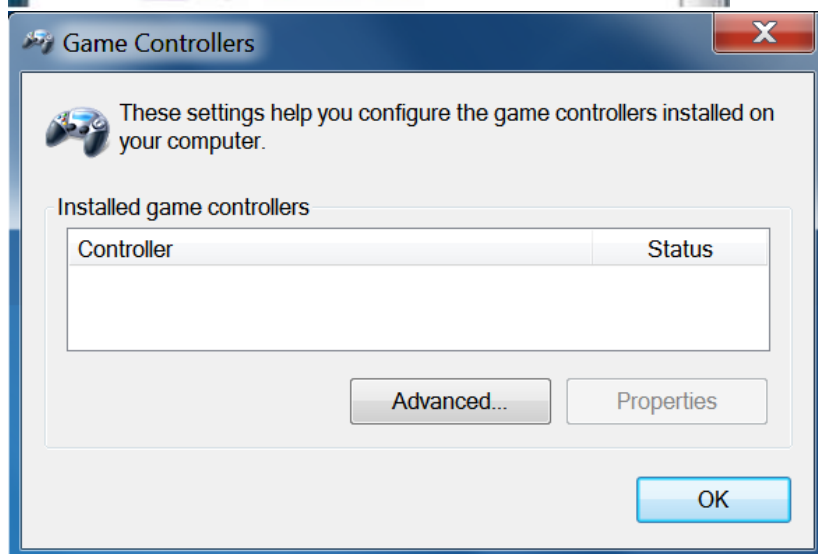 Game Controllers
These settings help you configure the game controllers installed on
your computer.
Installed game controllers
Controller Status
Advanced... Properties
OK